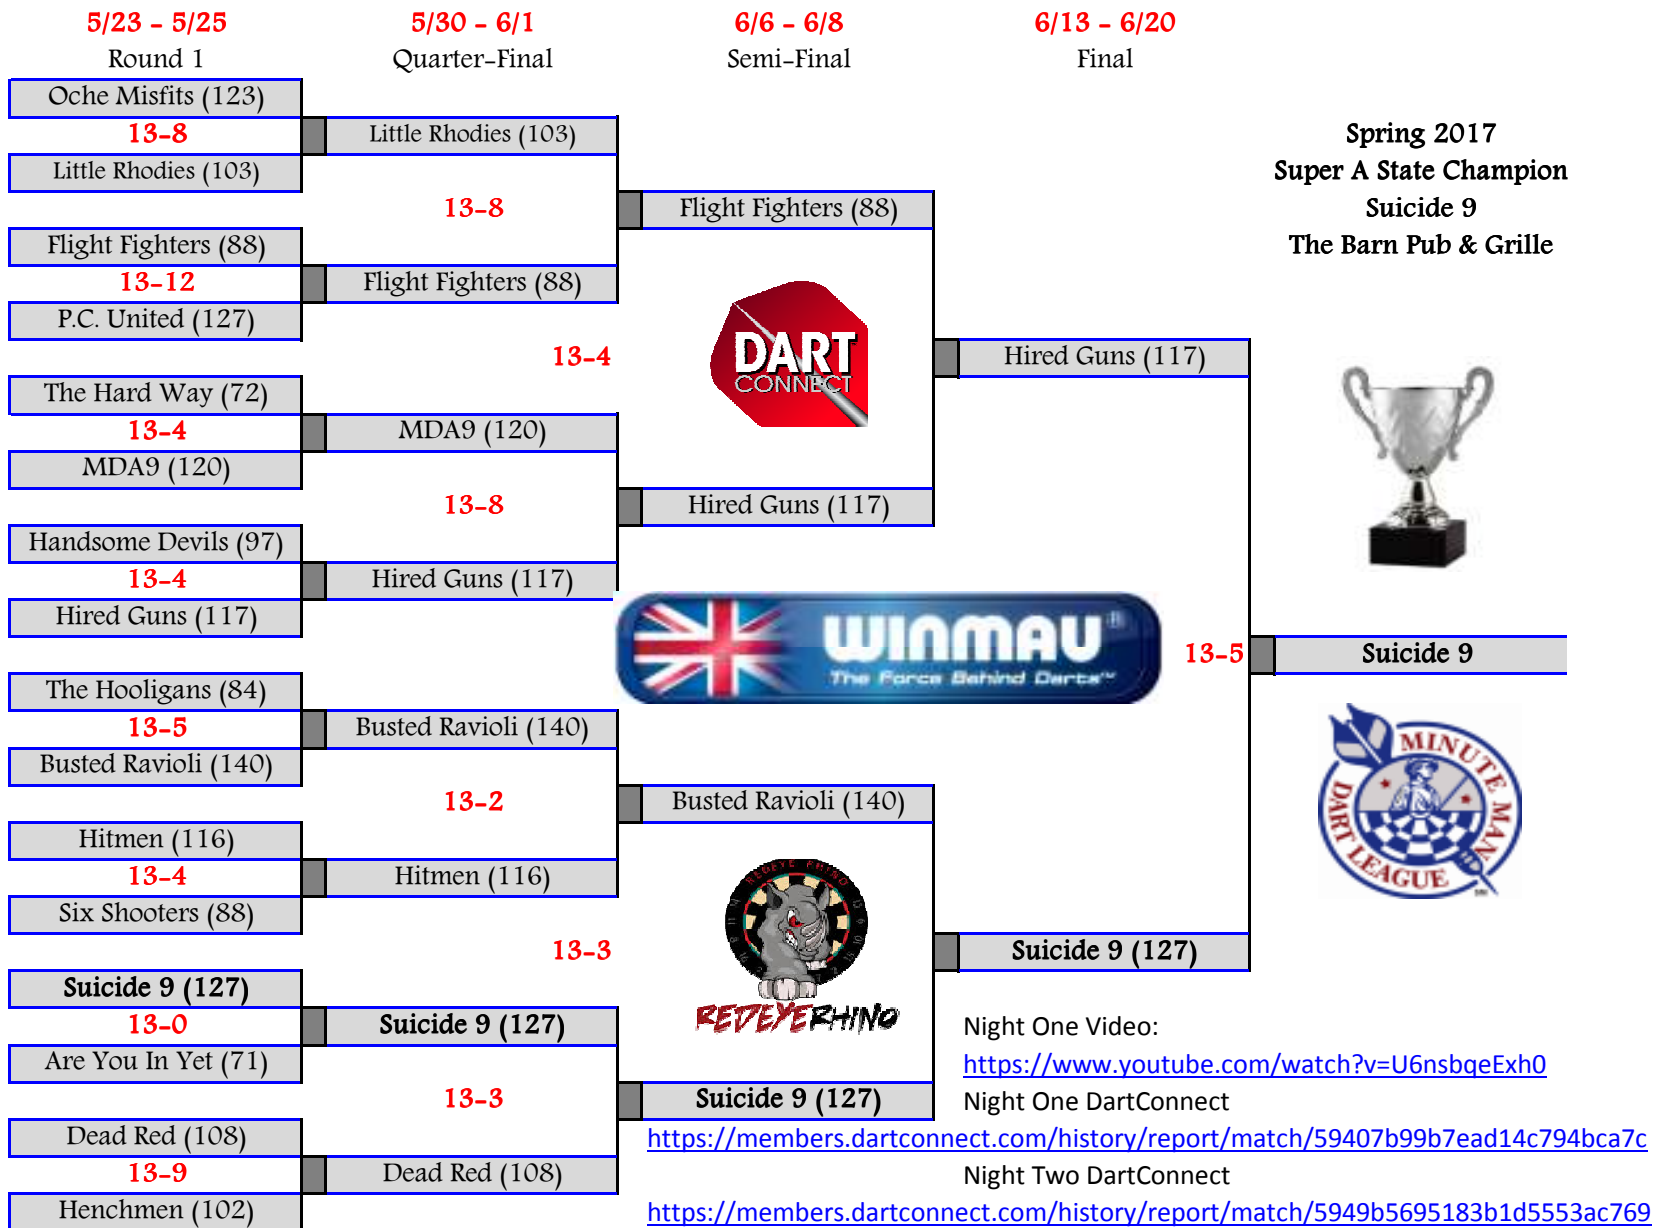 5/23 - 5/25
5/30 - 6/1
6/6 - 6/8
6/13 - 6/20
Round 1
Quarter-Final
Semi-Final
Final
Oche Misfits (123)
13-8
Little Rhodies (103)
Flight Fighters (88)
13-12
P.C. United (127)
The Hard Way (72)
13-4
MDA9 (120)
Handsome Devils (97)
13-4
Hired Guns (117)
The Hooligans (84)
13-5
Busted Ravioli (140)
Hitmen (116)
13-4
Six Shooters (88)
Suicide 9 (127)
13-0
Are You In Yet (71)
Dead Red (108)
13-9
Henchmen (102)
Little Rhodies (103)
13-8
Flight Fighters (88)
13-4
MDA9 (120)
13-8
Hired Guns (117)
Busted Ravioli (140)
13-2
Hitmen (116)
13-3
Suicide 9 (127)
13-3
Dead Red (108)
Flight Fighters (88)
DART
CONNECT
Hired Guns (117)
WINMAU®
The Force Behind Darts™
Busted Ravioli (140)
REDEYE RHINO
REDEYERHINO
Suicide 9 (127)
Hired Guns (117)
13-5
Suicide 9 (127)
Spring 2017
Super A State Champion
Suicide 9
The Barn Pub & Grille
Suicide 9
MINUTE MAN
DART LEAGUE
Night One Video:
https://www.youtube.com/watch?v=U6nsbqeExh0
Night One DartConnect
https://members.dartconnect.com/history/report/match/59407b99b7ead14c794bca7c
Night Two DartConnect
https://members.dartconnect.com/history/report/match/5949b5695183b1d5553ac769